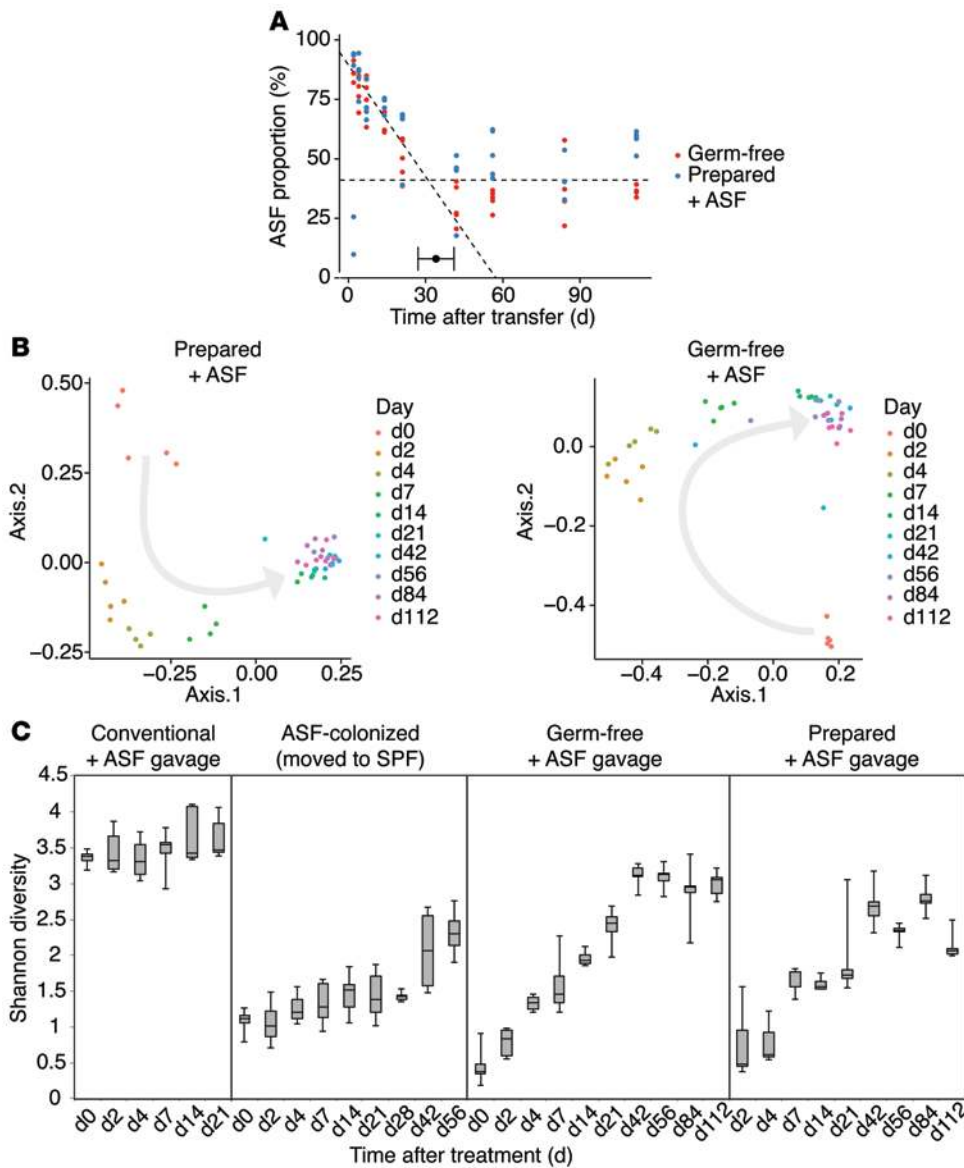 A
100
75
50
25
0
ASF proportion (%)
0 30 60 90
Time after transfer (d)
Germ-free
Prepared
+ ASF
B
Prepared
+ ASF
0.50
0.25
0.00
−0.25
Axis.2
−0.25 0.00 0.25
Axis.1
Day
d0
d2
d4
d7
d14
d21
d42
d56
d84
d112
Germ-free
+ ASF
0.0
−0.2
−0.4
Axis.2
−0.4 −0.2 0.0 0.2
Axis.1
Day
d0
d2
d4
d7
d14
d21
d42
d56
d84
d112
C
Conventional
+ ASF gavage
ASF-colonized
(moved to SPF)
Germ-free
+ ASF gavage
Prepared
+ ASF gavage
4.5
4
3.5
3
2.5
2
1.5
1
0.5
0
Shannon diversity
d0 d2 d4 d7 d14 d21 d0 d2 d4 d7 d14 d21 d28 d42 d56 d0 d2 d4 d7 d14 d21 d42 d56 d84 d112 d2 d4 d7 d14 d21 d42 d56 d84 d112
Time after treatment (d)